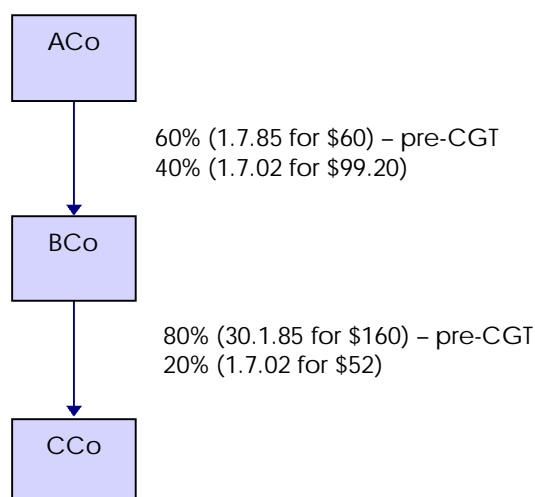 ACo
60% (1.7.85 for $60) – pre-CGT
40% (1.7.02 for $99.20)
BCo
80% (30.1.85 for $160) – pre-CGT
20% (1.7.02 for $52)
CCo